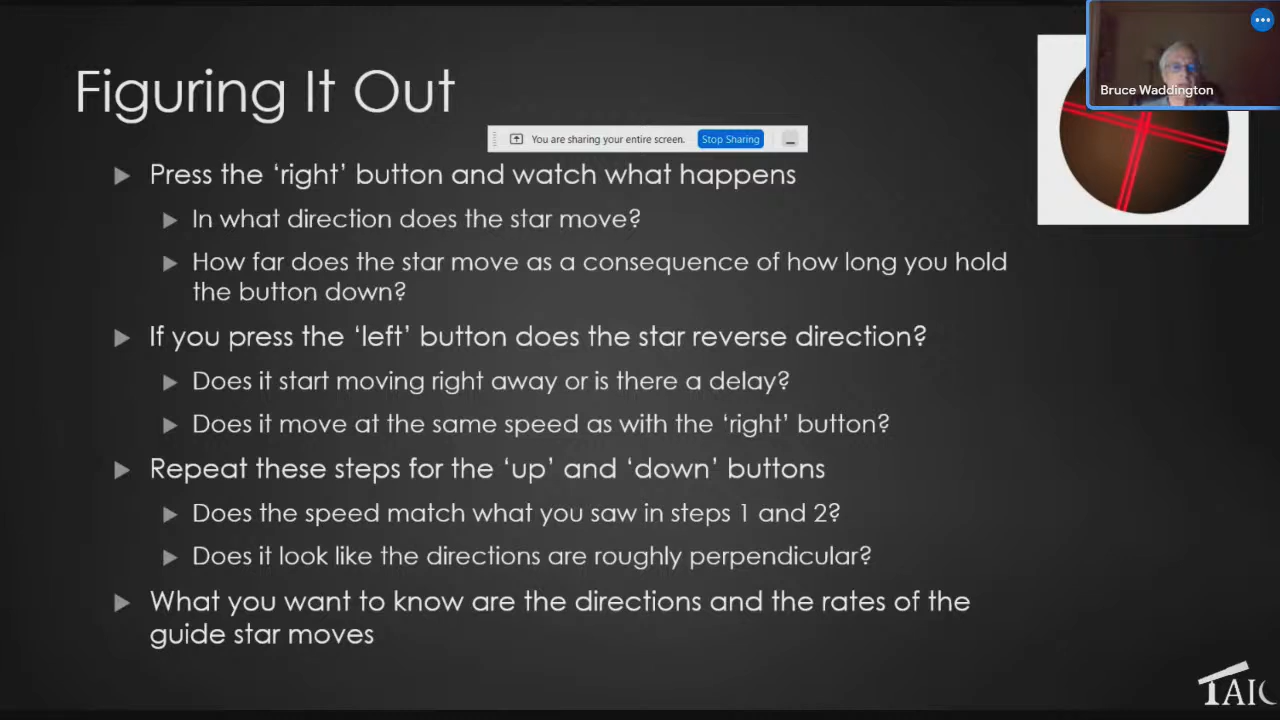 Figuring It Out
Bruce Waddington
You are sharing your entire screen. Stop Sharing
Press the ‘right’ button and watch what happens
In what direction does the star move?
How far does the star move as a consequence of how long you hold
the button down?
If you press the ‘left’ button does the star reverse direction?
Does it start moving right away or is there a delay?
Does it move at the same speed as with the ‘right’ button?
Repeat these steps for the ‘up’ and ‘down’ buttons
Does the speed match what you saw in steps 1 and 2?
Does it look like the directions are roughly perpendicular?
What you want to know are the directions and the rates of the
guide star moves
TAIC